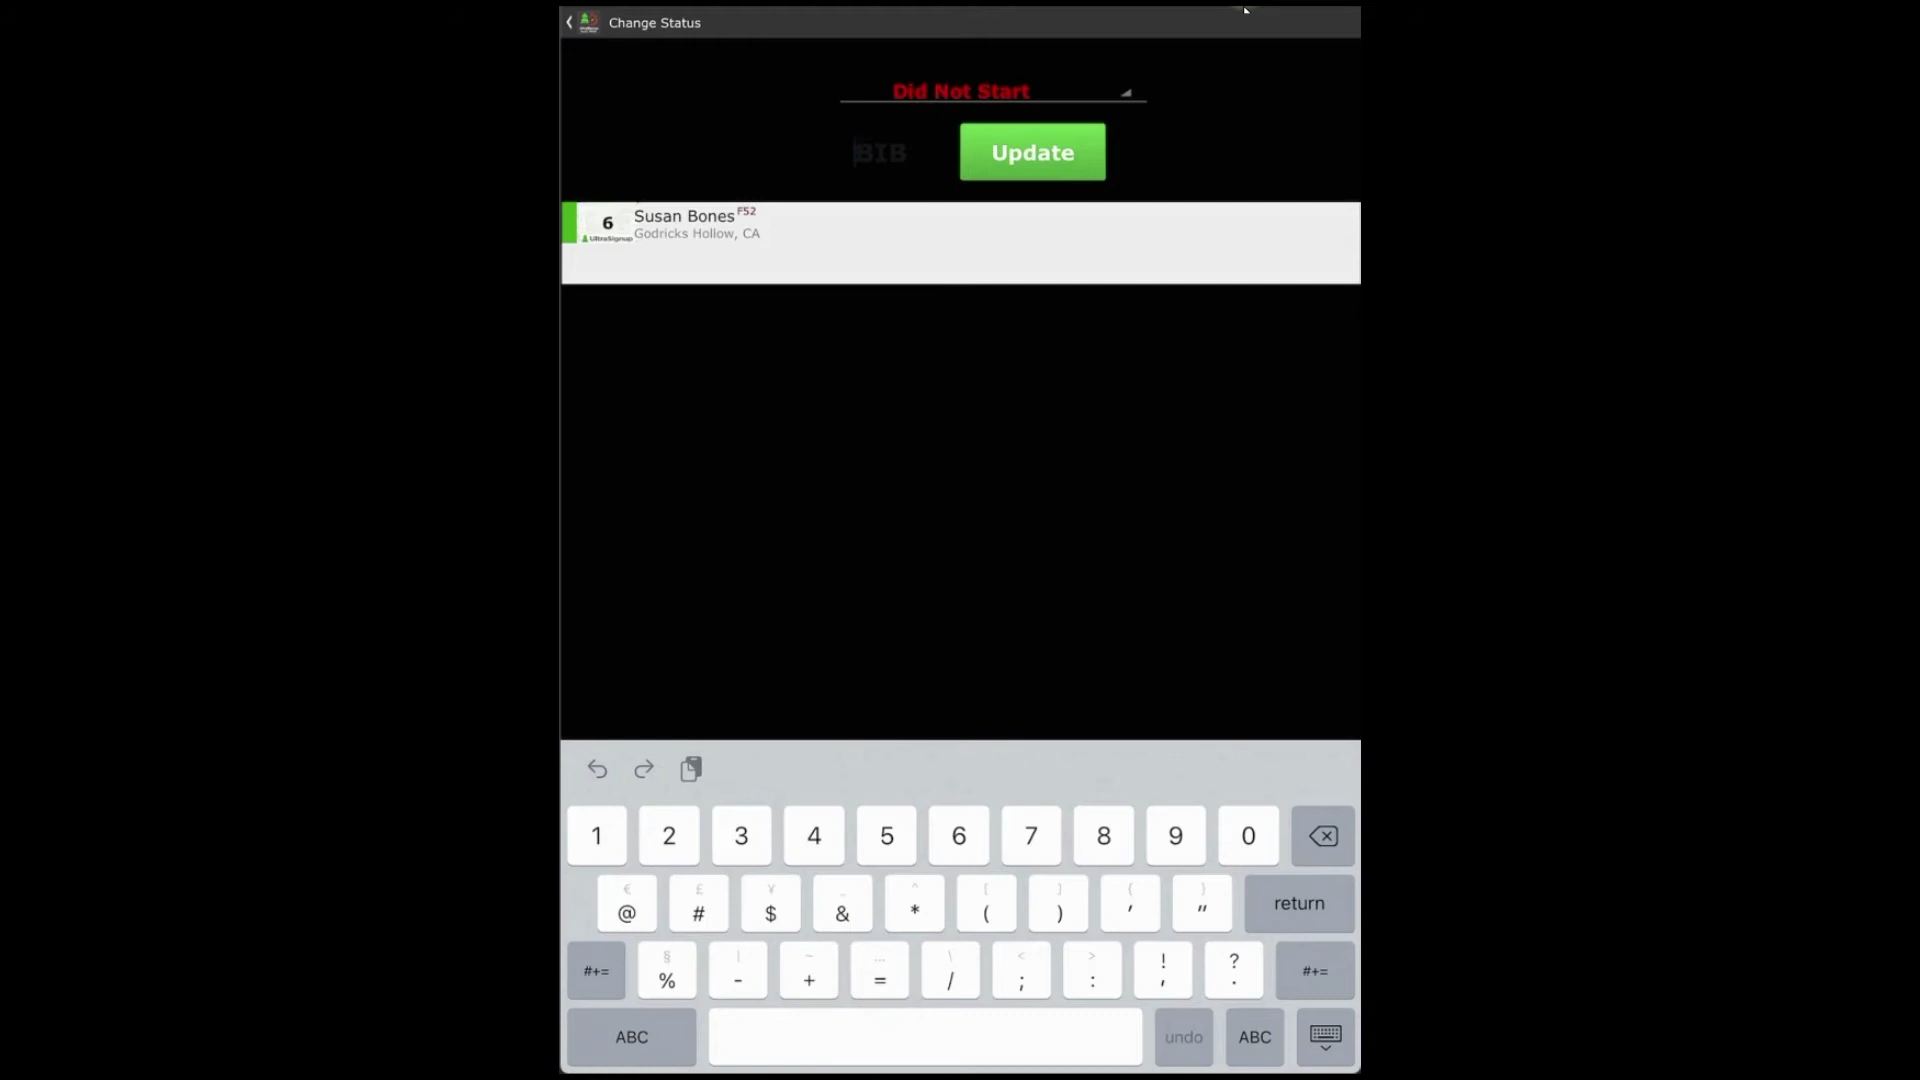 Change Status
Did Not Start
BIB
Update
6
Susan Bones F52
UltraSignup
Godricks Hollow, CA
1 2 3 4 5 6 7 8 9 0
€ £ ¥ _ ^ [ ] { }
@ # $ & * ( ) ' " return
§ | ~ … \ < > ! ?
#+= % - + = / ; : , . #+=
ABC undo ABC